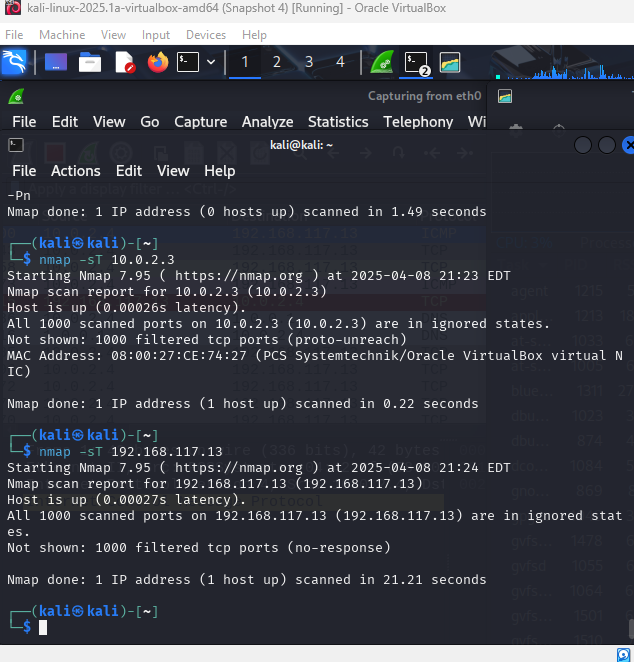 kali-linux-2025.1a-virtualbox-amd64 (Snapshot 4) [Running] - Oracle VirtualBox
File Machine View Input Devices Help
1 2 3 4 2
Capturing from eth0
File Edit View Go Capture Analyze Statistics Telephony Wi
kali@kali: ~
File Actions Edit View Help
-Pn
Nmap done: 1 IP address (0 hosts up) scanned in 1.49 seconds
┌──(kali㉿kali)-[~]
└─$ nmap -sT 10.0.2.3
Starting Nmap 7.95 ( https://nmap.org ) at 2025-04-08 21:23 EDT
Nmap scan report for 10.0.2.3 (10.0.2.3)
Host is up (0.00026s latency).
All 1000 scanned ports on 10.0.2.3 (10.0.2.3) are in ignored states.
Not shown: 1000 filtered tcp ports (proto-unreach)
MAC Address: 08:00:27:CE:74:27 (PCS Systemtechnik/Oracle VirtualBox virtual N
IC)
Nmap done: 1 IP address (1 host up) scanned in 0.22 seconds
┌──(kali㉿kali)-[~]
└─$ nmap -sT 192.168.117.13
Starting Nmap 7.95 ( https://nmap.org ) at 2025-04-08 21:24 EDT
Nmap scan report for 192.168.117.13 (192.168.117.13)
Host is up (0.00027s latency).
All 1000 scanned ports on 192.168.117.13 (192.168.117.13) are in ignored stat
es.
Not shown: 1000 filtered tcp ports (no-response)
Nmap done: 1 IP address (1 host up) scanned in 21.21 seconds
┌──(kali㉿kali)-[~]
└─$